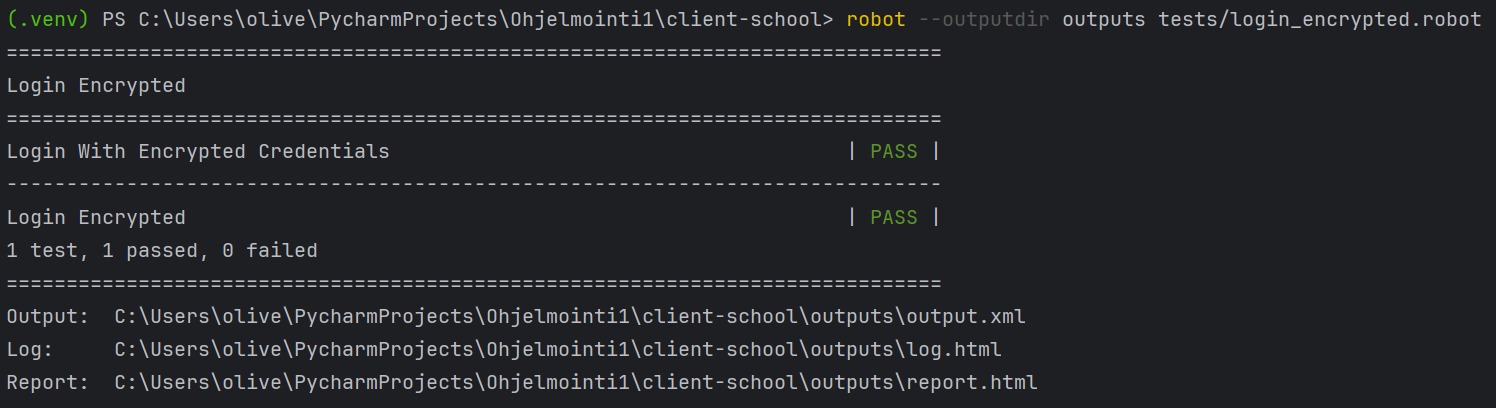 (.venv) PS C:\Users\olive\PycharmProjects\Ohjelmointi1\client-school> robot --outputdir outputs tests/login_encrypted.robot
==============================================================================
Login Encrypted
==============================================================================
Login With Encrypted Credentials                                      | PASS |
------------------------------------------------------------------------------
Login Encrypted                                                       | PASS |
1 test, 1 passed, 0 failed
==============================================================================
Output:  C:\Users\olive\PycharmProjects\Ohjelmointi1\client-school\outputs\output.xml
Log:     C:\Users\olive\PycharmProjects\Ohjelmointi1\client-school\outputs\log.html
Report:  C:\Users\olive\PycharmProjects\Ohjelmointi1\client-school\outputs\report.html